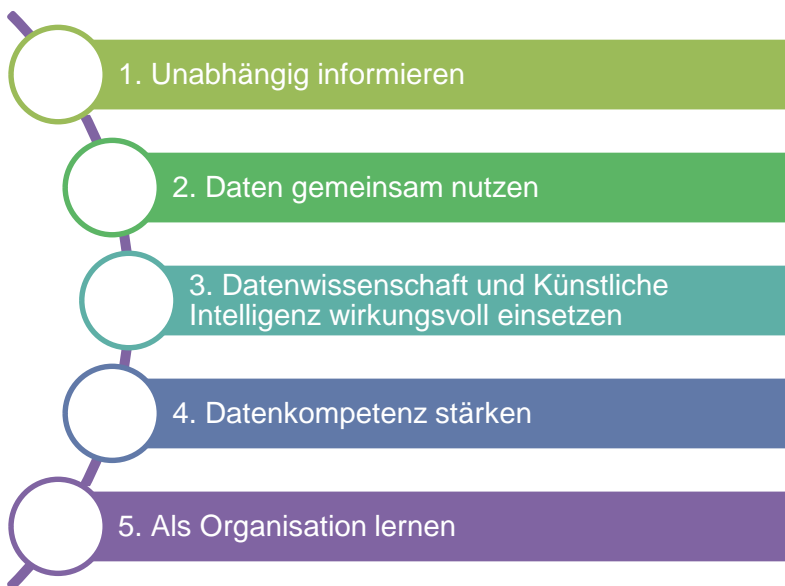 1. Unabhängig informieren
2. Daten gemeinsam nutzen
3. Datenwissenschaft und Künstliche
Intelligenz wirkungsvoll einsetzen
4. Datenkompetenz stärken
5. Als Organisation lernen